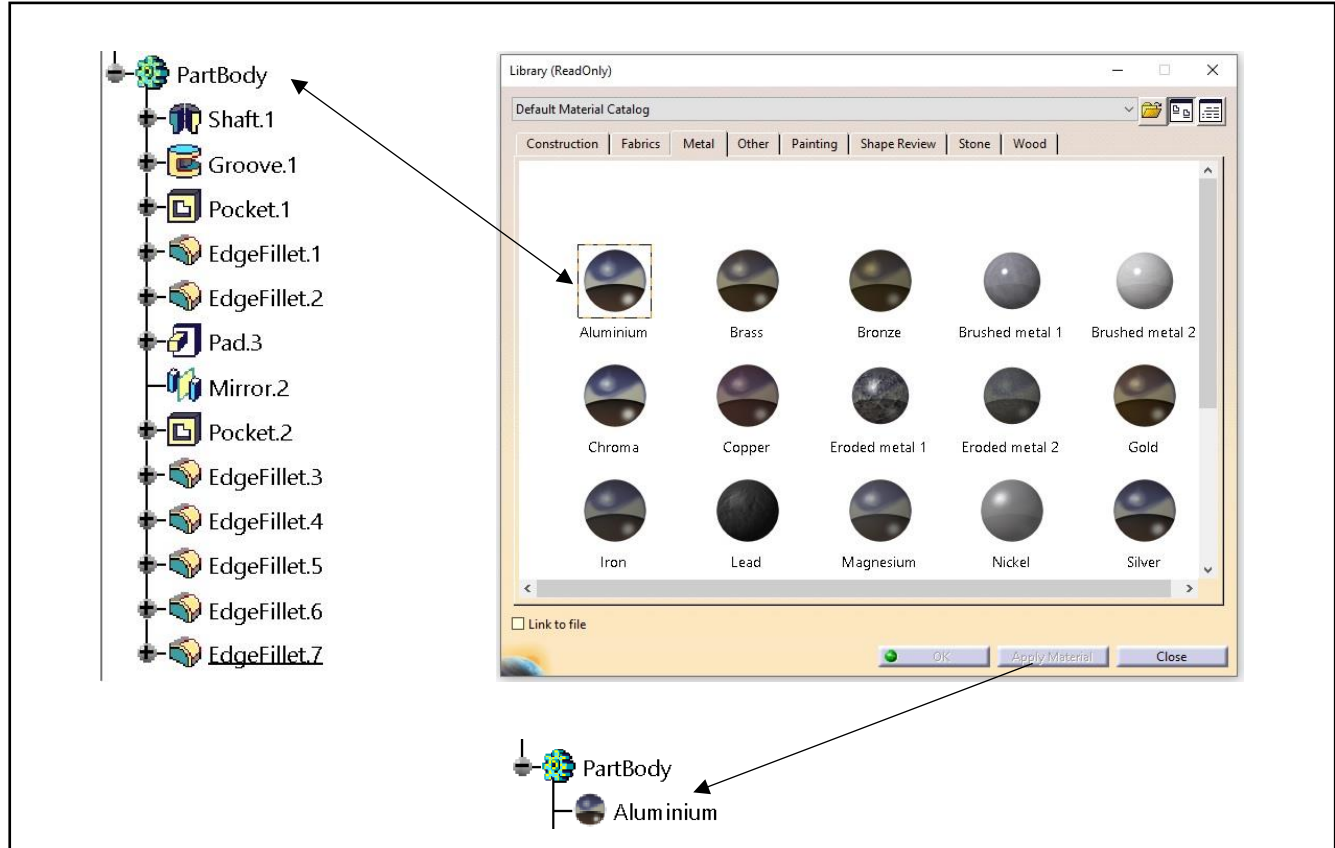 PartBody
Shaft.1
Groove.1
Pocket.1
EdgeFillet.1
EdgeFillet.2
Pad.3
Mirror.2
Pocket.2
EdgeFillet.3
EdgeFillet.4
EdgeFillet.5
EdgeFillet.6
EdgeFillet.7
Library (ReadOnly)
Default Material Catalog
Construction Fabrics Metal Other Painting Shape Review Stone Wood
Aluminium Brass Bronze Brushed metal 1 Brushed metal 2
Chroma Copper Eroded metal 1 Eroded metal 2 Gold
Iron Lead Magnesium Nickel Silver
Link to file
OK Apply Material Close
PartBody
Aluminium